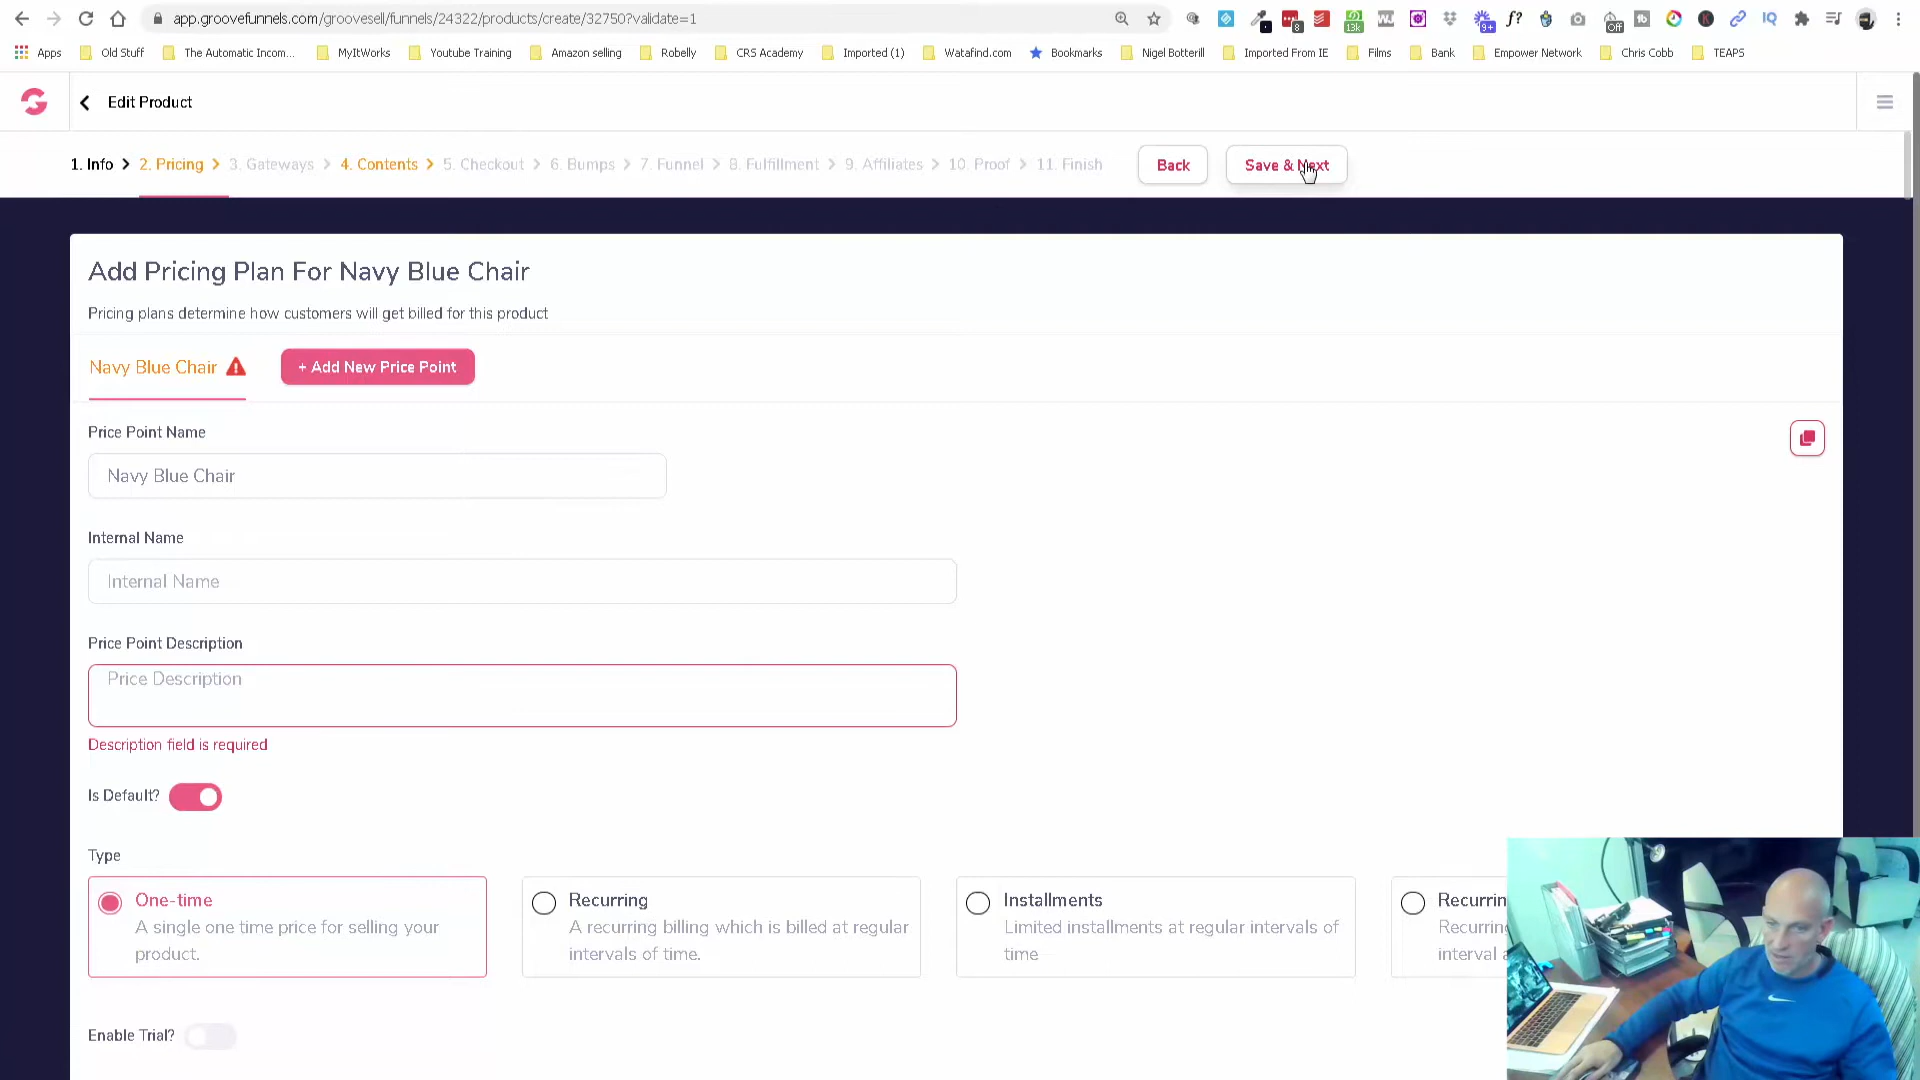 app.groovefunnels.com/groovesell/funnels/24322/products/create/32750?validate=1
Apps Old Stuff The Automatic Incom... MyItWorks Youtube Training Amazon selling Robelly CRS Academy Imported (1) Watafind.com Bookmarks Nigel Botterill Imported From IE Films Bank Empower Network Chris Cobb TEAPS
Edit Product
1. Info 2. Pricing 3. Gateways 4. Contents 5. Checkout 6. Bumps 7. Funnel 8. Fulfillment 9. Affiliates 10. Proof 11. Finish Back Save & Next
Add Pricing Plan For Navy Blue Chair
Pricing plans determine how customers will get billed for this product
Navy Blue Chair + Add New Price Point
Price Point Name
Navy Blue Chair
Internal Name
Internal Name
Price Point Description
Price Description
Description field is required
Is Default?
Type
One-time
A single one time price for selling your
product.
Recurring
A recurring billing which is billed at regular
intervals of time.
Installments
Limited installments at regular intervals of
time
Enable Trial?